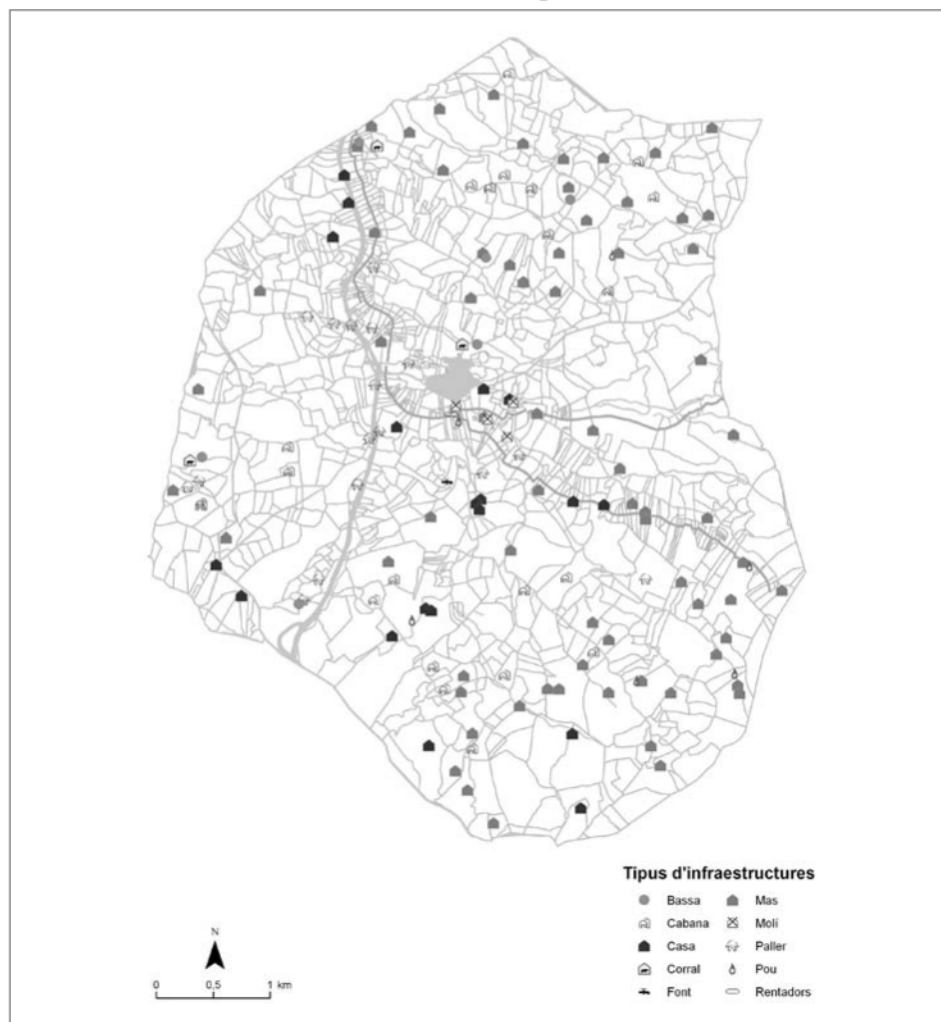 Tipus d'infraestructures
Bassa Mas
Cabana Molí
Casa Paller
Corral Pou
Font Rentadors
N
0 0,5 1 km